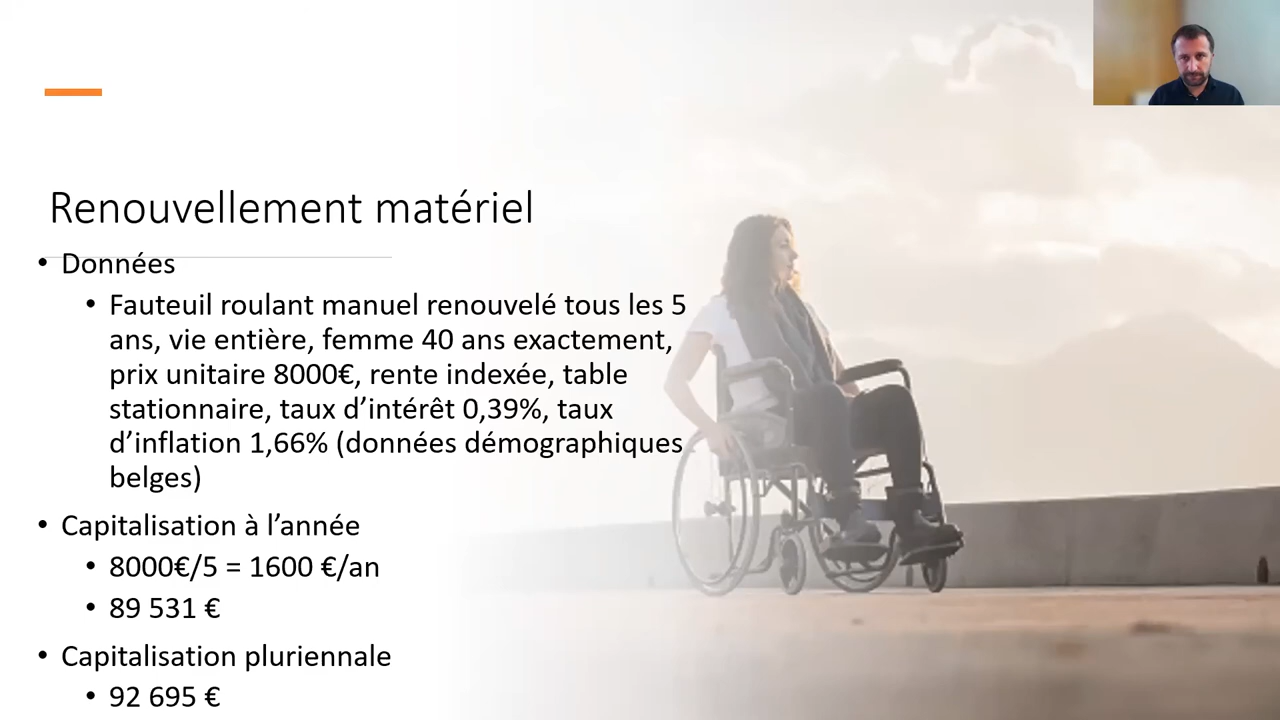 Renouvellement matériel
• Données
• Fauteuil roulant manuel renouvelé tous les 5
ans, vie entière, femme 40 ans exactement,
prix unitaire 8000€, rente indexée, table
stationnaire, taux d’intérêt 0,39%, taux
d’inflation 1,66% (données démographiques
belges)
• Capitalisation à l’année
• 8000€/5 = 1600 €/an
• 89 531 €
• Capitalisation pluriennale
• 92 695 €